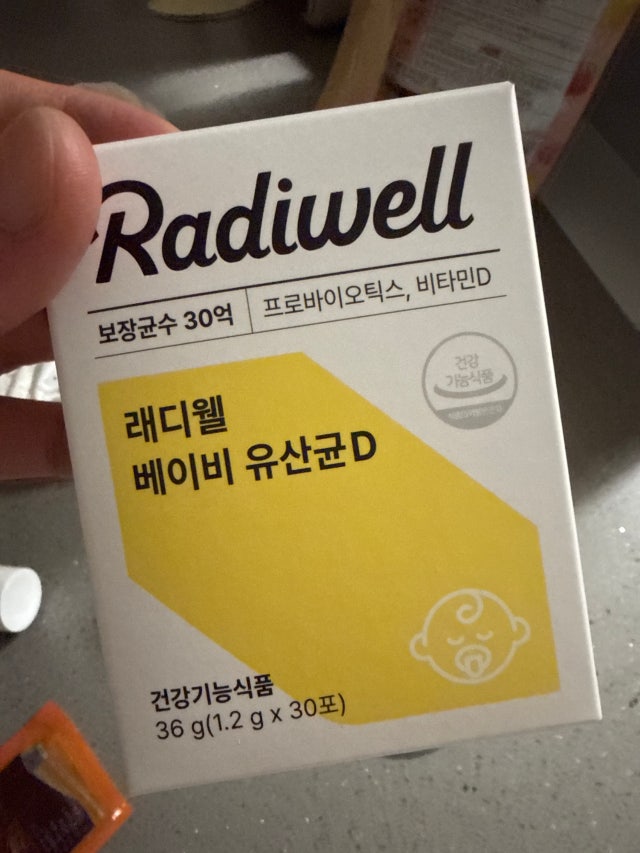 Radiwell
보장균수 30억
프로바이오틱스, 비타민D
건강
기능식품
래디웰
베이비 유산균D
건강기능식품
36 g(1.2 g x 30포)